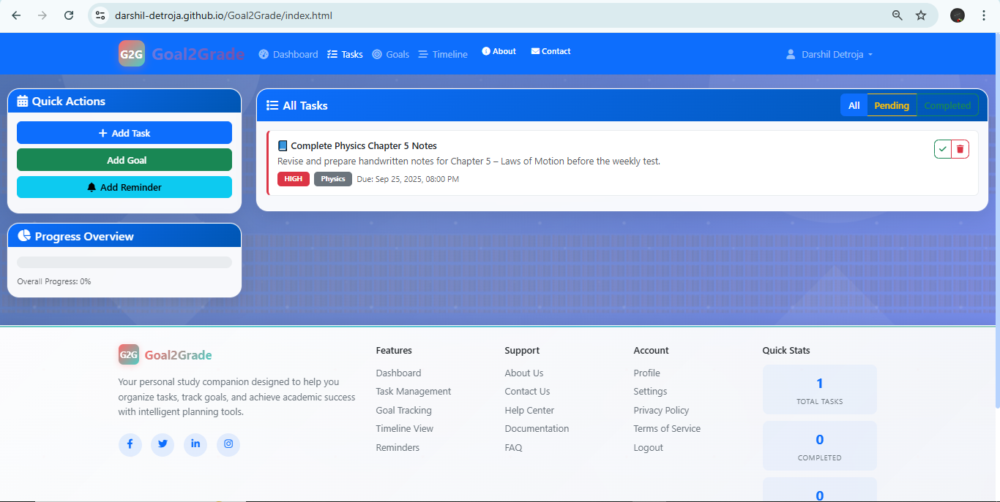 darshil-detroja.github.io/Goal2Grade/index.html
G2G Goal2Grade Dashboard Tasks Goals Timeline About Contact Darshil Detroja
Quick Actions
Add Task
Add Goal
Add Reminder
Progress Overview
Overall Progress: 0%
All Tasks
All Pending Completed
Complete Physics Chapter 5 Notes
Revise and prepare handwritten notes for Chapter 5 – Laws of Motion before the weekly test.
HIGH Physics Due: Sep 25, 2025, 08:00 PM
G2G Goal2Grade
Your personal study companion designed to help you
organize tasks, track goals, and achieve academic success
with intelligent planning tools.
Features
Dashboard
Task Management
Goal Tracking
Timeline View
Reminders
Support
About Us
Contact Us
Help Center
Documentation
FAQ
Account
Profile
Settings
Privacy Policy
Terms of Service
Logout
Quick Stats
1
TOTAL TASKS
0
COMPLETED
0